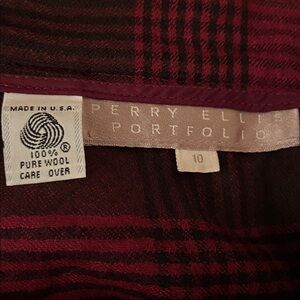 MADE IN U.S.A.
100% ®
PURE WOOL
CARE OVER
PERRY ELLIS
PORTFOLIO
10